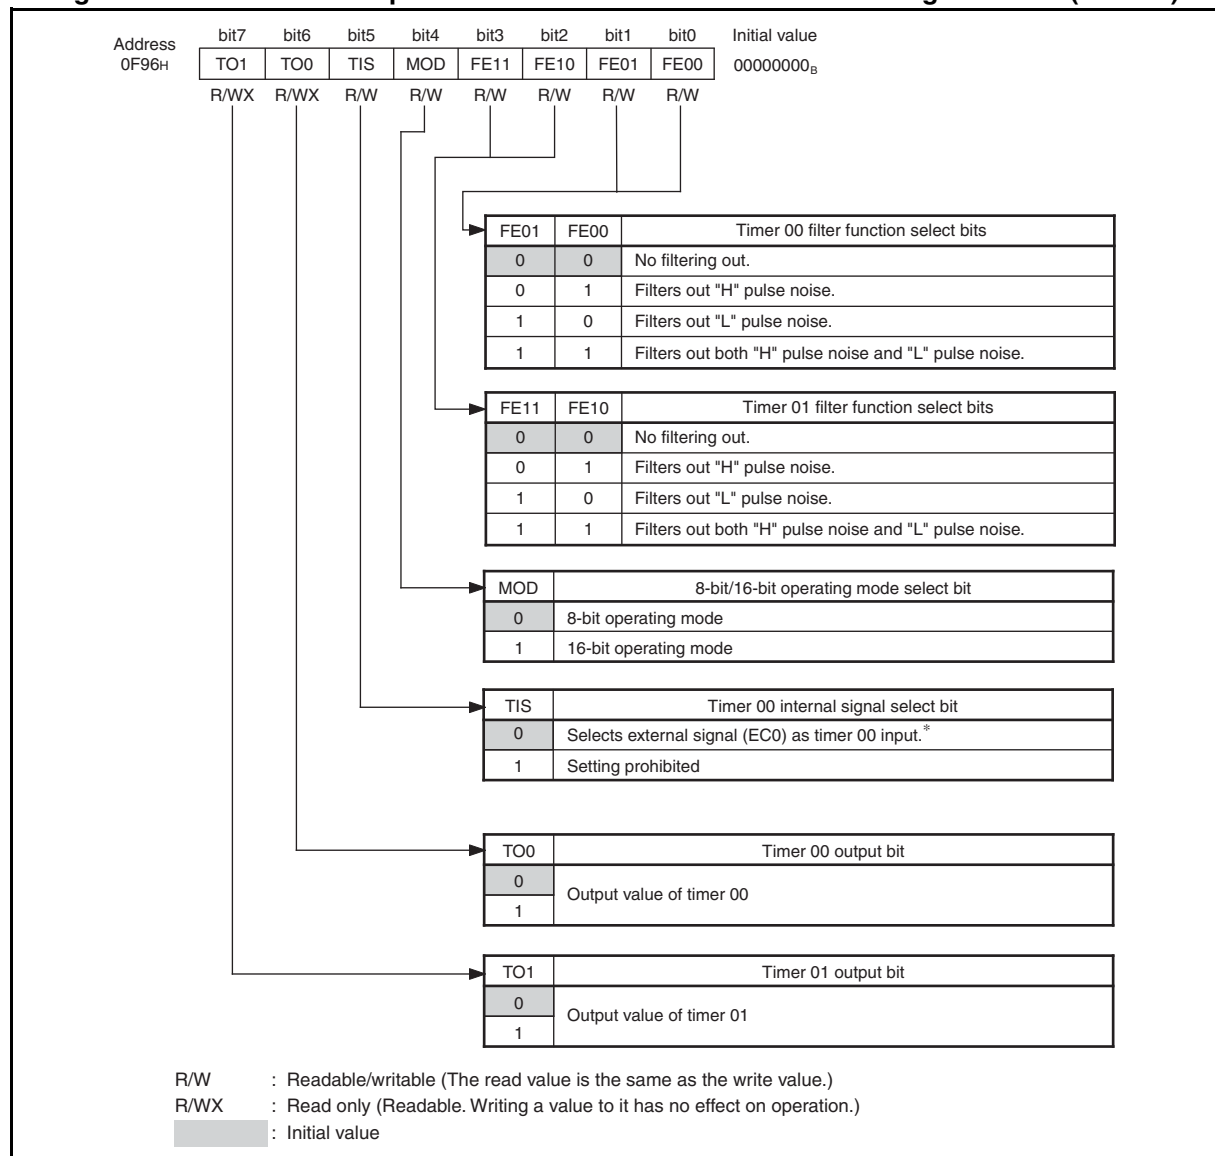 bit7 bit6 bit5 bit4 bit3 bit2 bit1 bit0 Initial value
Address
0F96H TO1 TO0 TIS MOD FE11 FE10 FE01 FE00 00000000B
R/WX R/WX R/W R/W R/W R/W R/W R/W
FE01 FE00 Timer 00 filter function select bits
0 0 No filtering out.
0 1 Filters out "H" pulse noise.
1 0 Filters out "L" pulse noise.
1 1 Filters out both "H" pulse noise and "L" pulse noise.
FE11 FE10 Timer 01 filter function select bits
0 0 No filtering out.
0 1 Filters out "H" pulse noise.
1 0 Filters out "L" pulse noise.
1 1 Filters out both "H" pulse noise and "L" pulse noise.
MOD 8-bit/16-bit operating mode select bit
0 8-bit operating mode
1 16-bit operating mode
TIS Timer 00 internal signal select bit
0 Selects external signal (EC0) as timer 00 input.*
1 Setting prohibited
TO0 Timer 00 output bit
0
Output value of timer 00
1
TO1 Timer 01 output bit
0
Output value of timer 01
1
R/W : Readable/writable (The read value is the same as the write value.)
R/WX : Read only (Readable. Writing a value to it has no effect on operation.)
: Initial value